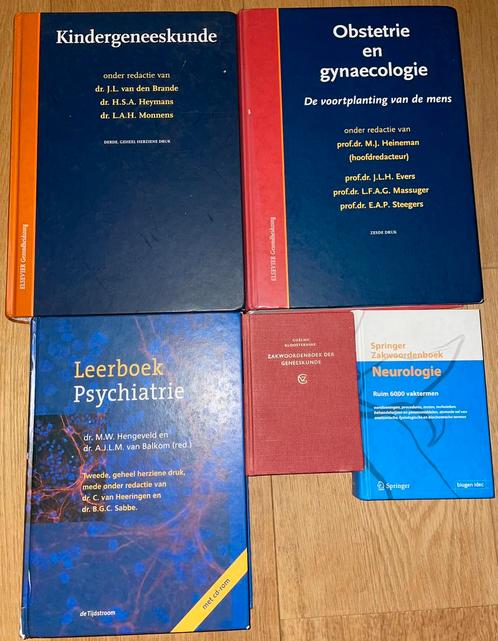 Kindergeneeskunde
onder redactie van
dr. J.L. van den Brande
dr. H.S.A. Heymans
dr. L.A.H. Monnens
DERDE, GEHEEL HERZIENE DRUK
ELSEVIER Gezondheidszorg
Obstetrie
en
gynaecologie
De voortplanting van de mens
onder redactie van
prof.dr. M.J. Heineman
(hoofdredacteur)
prof.dr. J.L.H. Evers
prof.dr. L.F.A.G. Massuger
prof.dr. E.A.P. Steegers
ZESDE DRUK
ELSEVIER Gezondheidszorg
Leerboek
Psychiatrie
dr. M.W. Hengeveld en
dr. A.J.L.M. van Balkom (red.)
Tweede, geheel herziene druk,
mede onder redactie van
dr. C. van Heeringen en
dr. B.G.C. Sabbe.
de Tijdstroom
met cd-rom
COËLHO
KLOOSTERHUIS
ZAKWOORDENBOEK DER
GENEESKUNDE
Springer
Zakwoordenboek
Neurologie
Ruim 6000 vaktermen
Springer
biogen idec